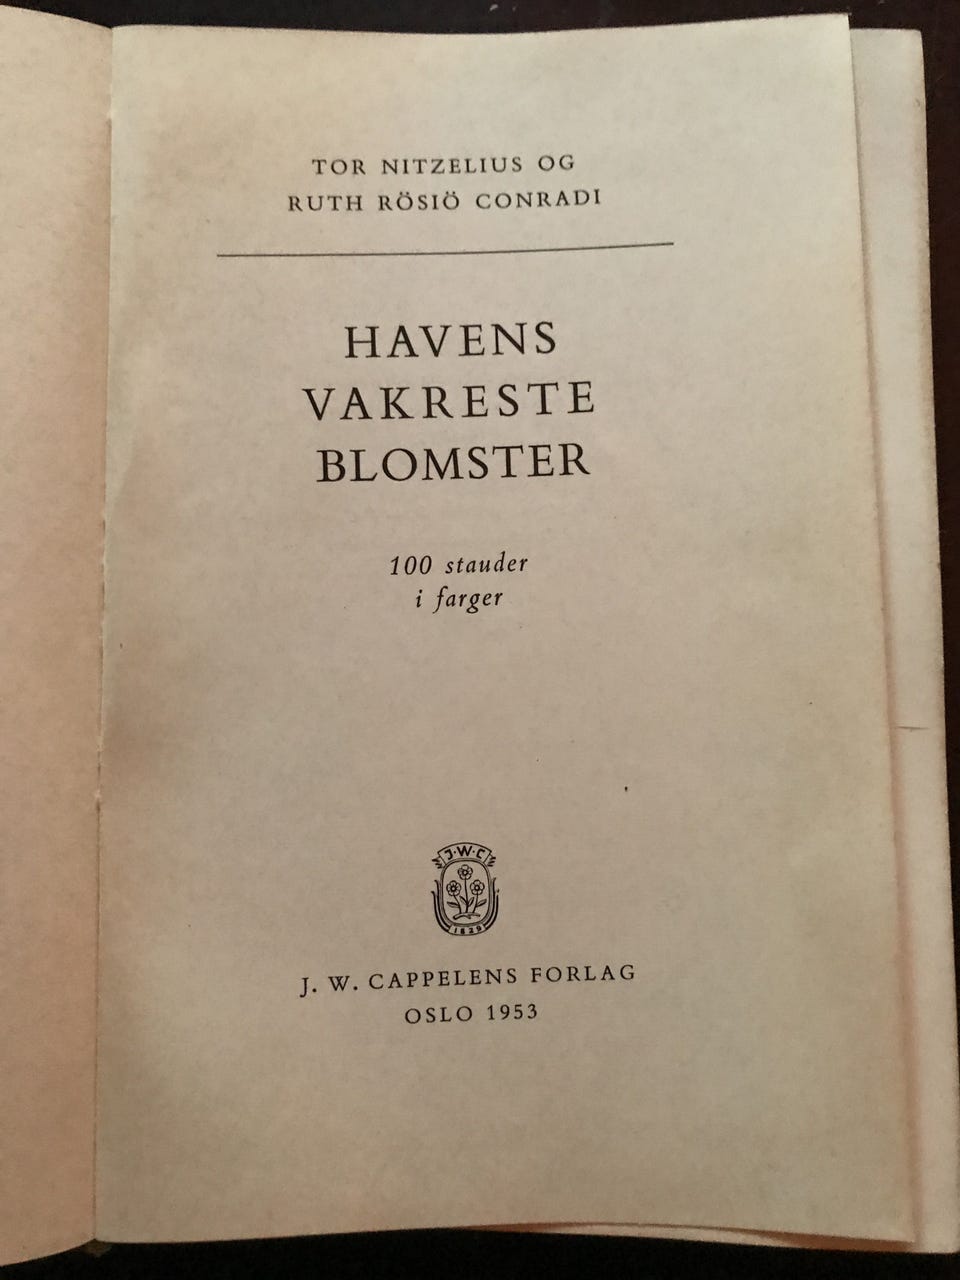 TOR NITZELIUS OG
RUTH RÖSIÖ CONRADI
HAVENS
VAKRESTE
BLOMSTER
100 stauder
i farger
J·W·C
1829
J. W. CAPPELENS FORLAG
OSLO 1953